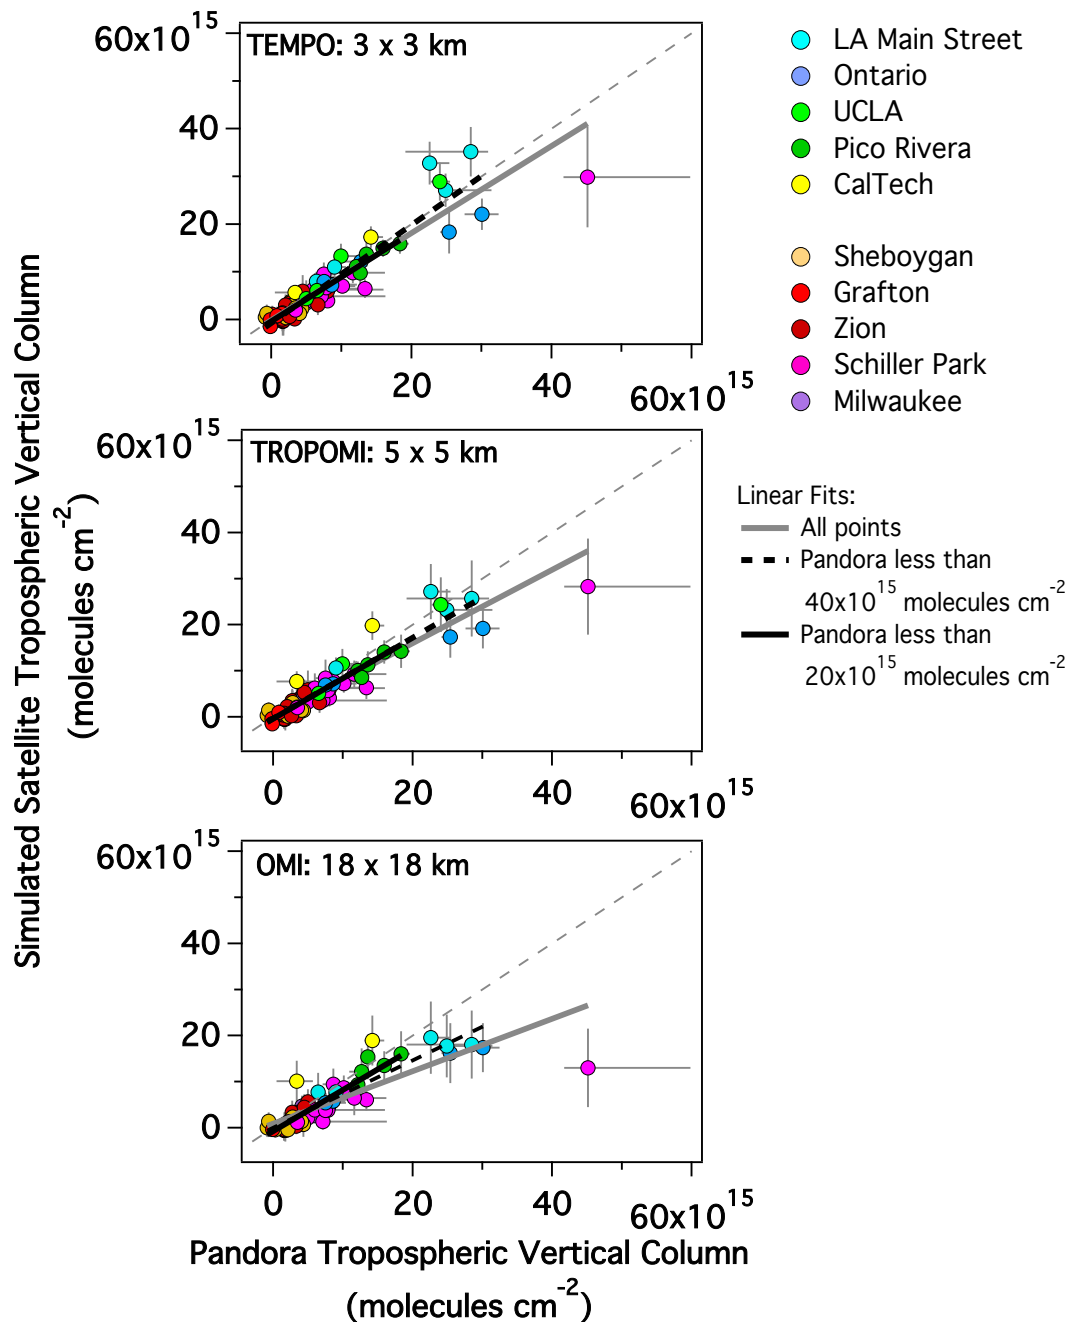 Simulated Satellite Tropospheric Vertical Column
(molecules cm-2)
60x10^15
TEMPO: 3 x 3 km
40
20
0
0 20 40 60x10^15
60x10^15
TROPOMI: 5 x 5 km
40
20
0
0 20 40 60x10^15
60x10^15
OMI: 18 x 18 km
40
20
0
0 20 40 60x10^15
Pandora Tropospheric Vertical Column
(molecules cm^-2)
LA Main Street
Ontario
UCLA
Pico Rivera
CalTech
Sheboygan
Grafton
Zion
Schiller Park
Milwaukee
Linear Fits:
All points
Pandora less than
40x10^15 molecules cm^-2
Pandora less than
20x10^15 molecules cm^-2